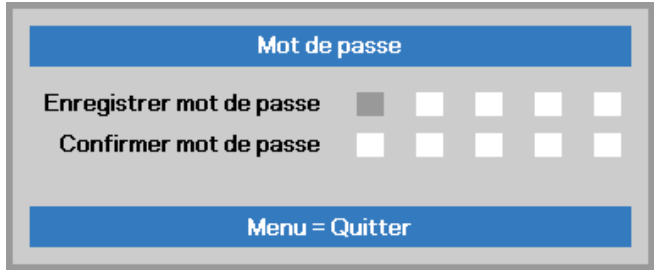 Mot de passe
Enregistrer mot de passe
Confirmer mot de passe
Menu = Quitter